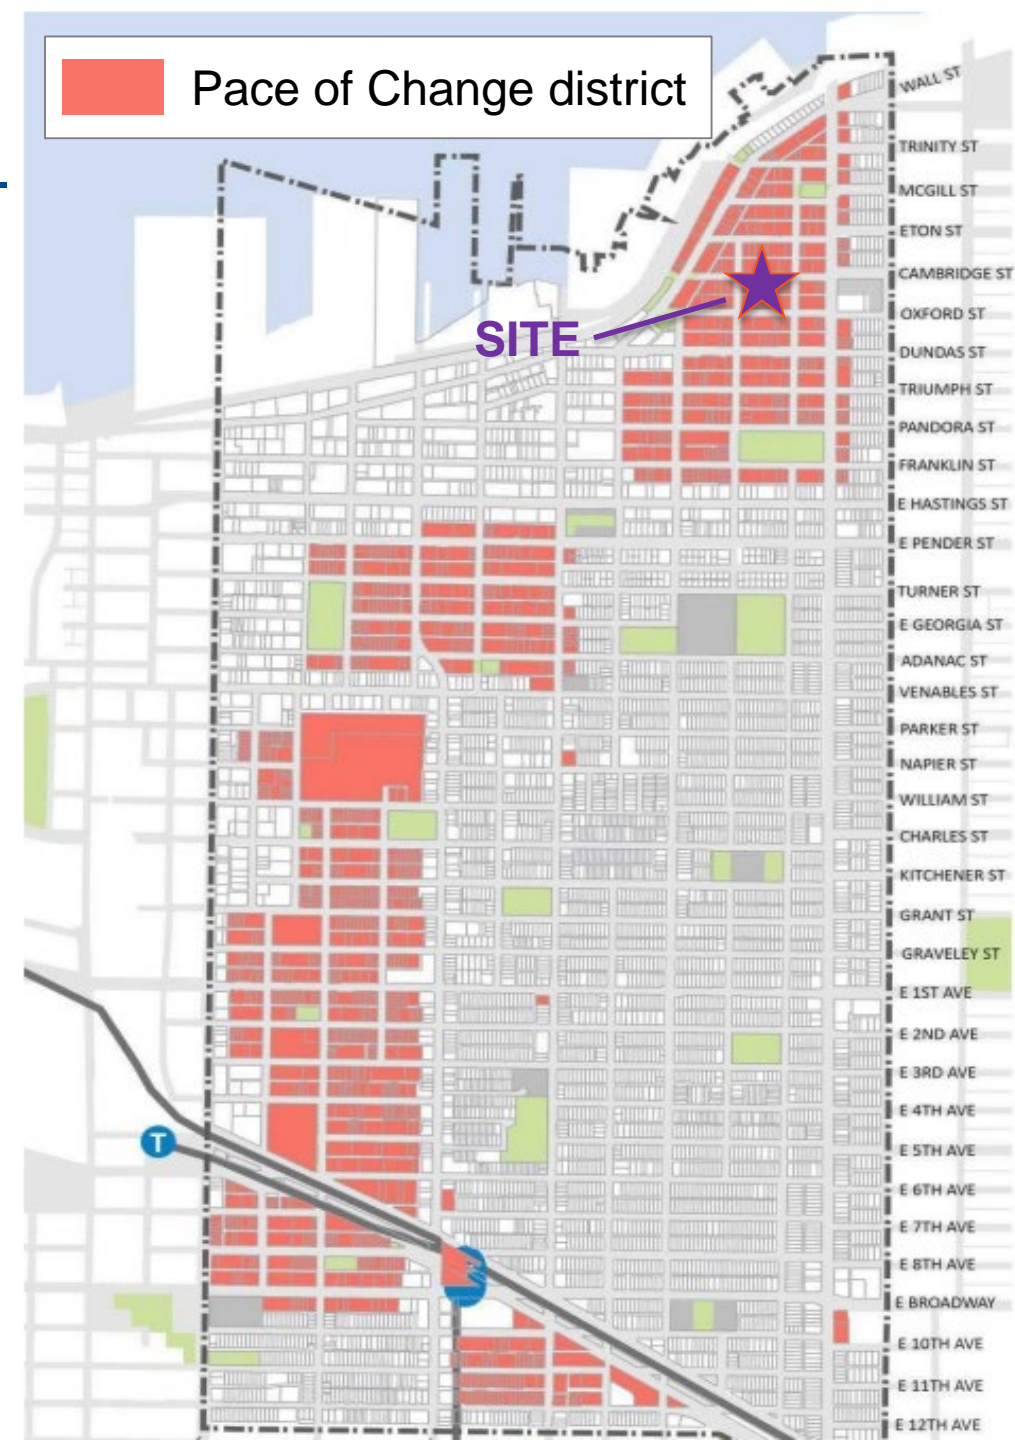 Pace of Change district
WALL ST
TRINITY ST
MCGILL ST
ETON ST
CAMBRIDGE ST
OXFORD ST
SITE
DUNDAS ST
TRIUMPH ST
PANDORA ST
FRANKLIN ST
E HASTINGS ST
E PENDER ST
TURNER ST
E GEORGIA ST
ADANAC ST
VENABLES ST
PARKER ST
NAPIER ST
WILLIAM ST
CHARLES ST
KITCHENER ST
GRANT ST
GRAVELEY ST
E 1ST AVE
E 2ND AVE
E 3RD AVE
E 4TH AVE
T
E 5TH AVE
E 6TH AVE
E 7TH AVE
E 8TH AVE
E BROADWAY
E 10TH AVE
E 11TH AVE
E 12TH AVE